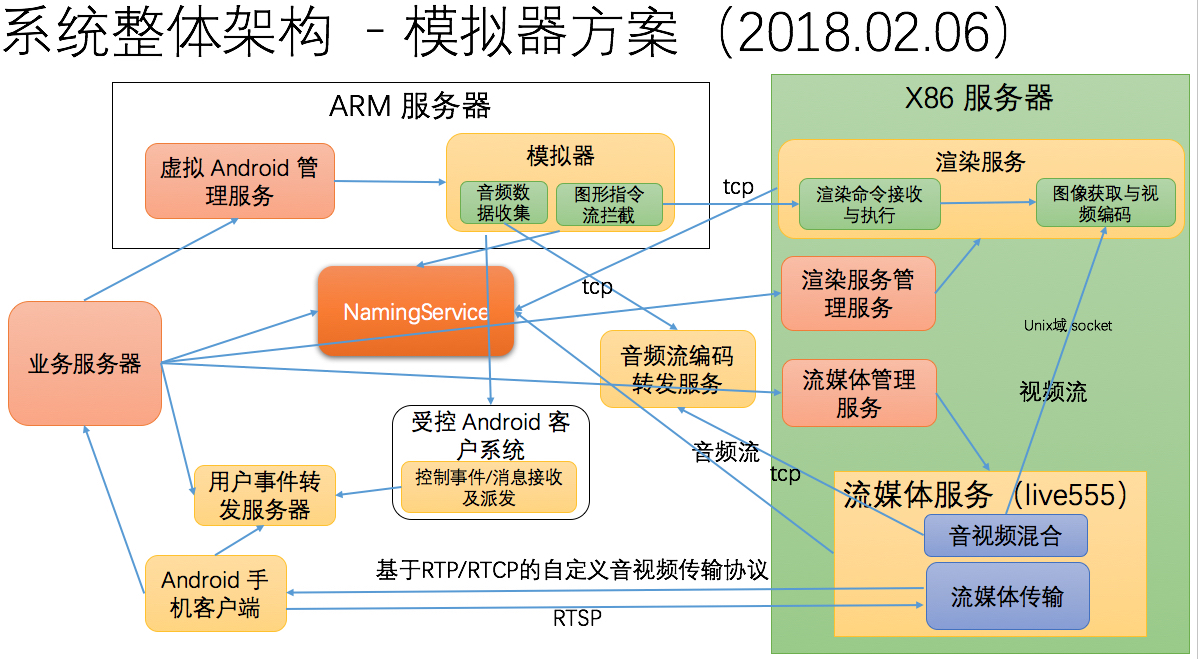 系统整体架构 - 模拟器方案（2018.02.06）
ARM 服务器
X86 服务器
虚拟 Android 管
理服务
模拟器
音频数
据收集
图形指令
流拦截
tcp
渲染服务
渲染命令接收
与执行
图像获取与视
频编码
NamingService
tcp
渲染服务管
理服务
Unix域 socket
业务服务器
音频流编码
转发服务
流媒体管理
服务
视频流
受控 Android 客
户系统
控制事件/消息接收
及派发
音频流
tcp
用户事件转
发服务器
流媒体服务（live555）
音视频混合
Android 手
机客户端
基于RTP/RTCP的自定义音视频传输协议
RTSP
流媒体传输